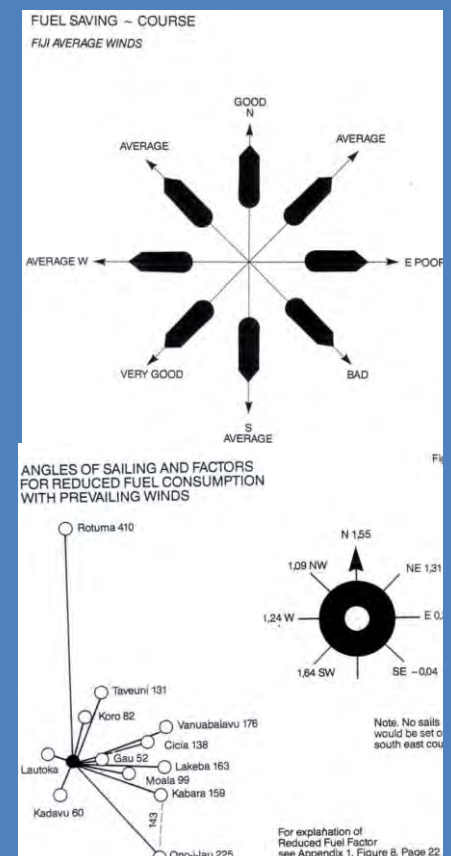 FUEL SAVING ~ COURSE
FIJI AVERAGE WINDS
GOOD
N
AVERAGE
AVERAGE
AVERAGE W
E POOR
VERY GOOD
BAD
S
AVERAGE
ANGLES OF SAILING AND FACTORS
FOR REDUCED FUEL CONSUMPTION
WITH PREVAILING WINDS
Rotuma 410
N 1,55
1,09 NW
NE 1,31
1,24 W
E 0,
1,64 SW
SE -0,04
Taveuni 131
Koro 82
Vanuabalavu 176
Cicia 138
Gau 52
Lautoka
Lakeba 163
Moala 99
Kabara 159
Kadavu 60
143
Ono-i-lau 225
Note. No sails
would be set o
south east cou
For explanation of
Reduced Fuel Factor
see Appendix 1, Figure 8, Page 22